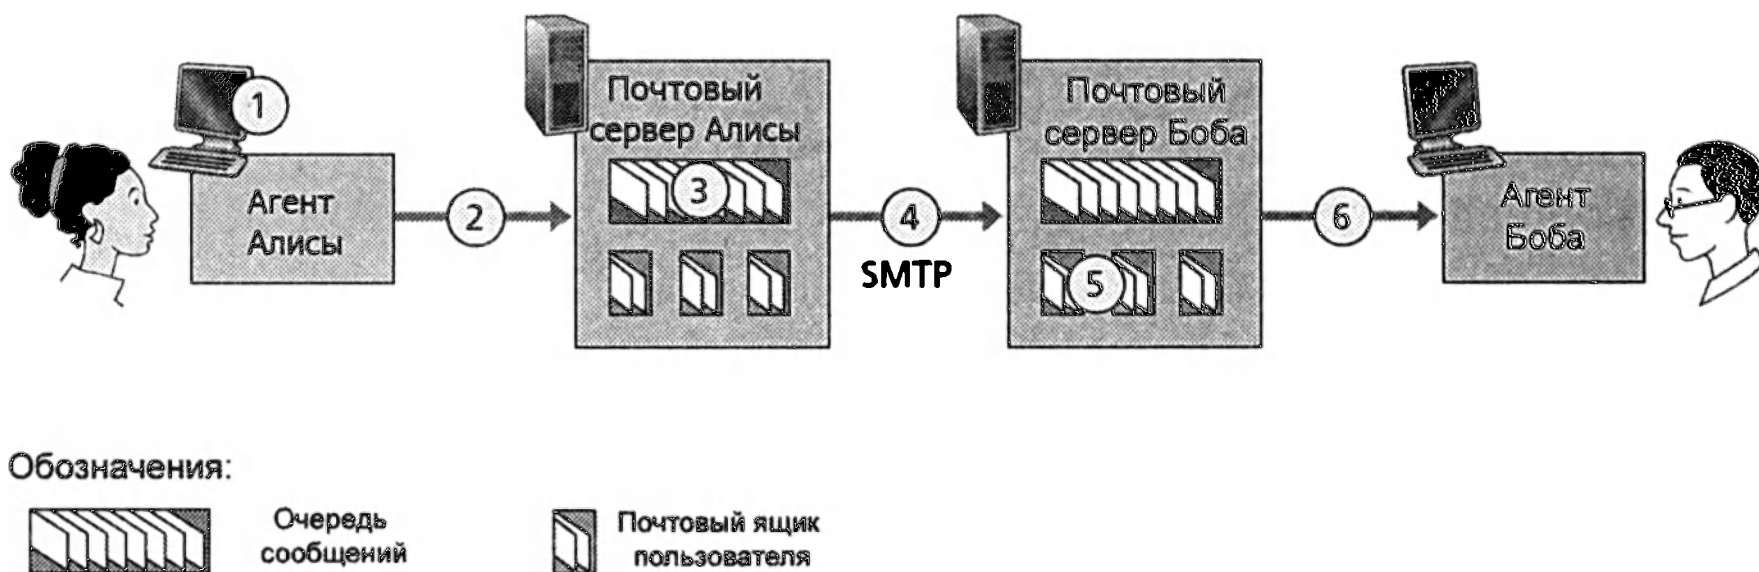 1
Агент
Алисы
2
Почтовый
сервер Алисы
3
4
SMTP
Почтовый
сервер Боба
5
6
Агент
Боба
Обозначения:
Очередь
сообщений
Почтовый ящик
пользователя